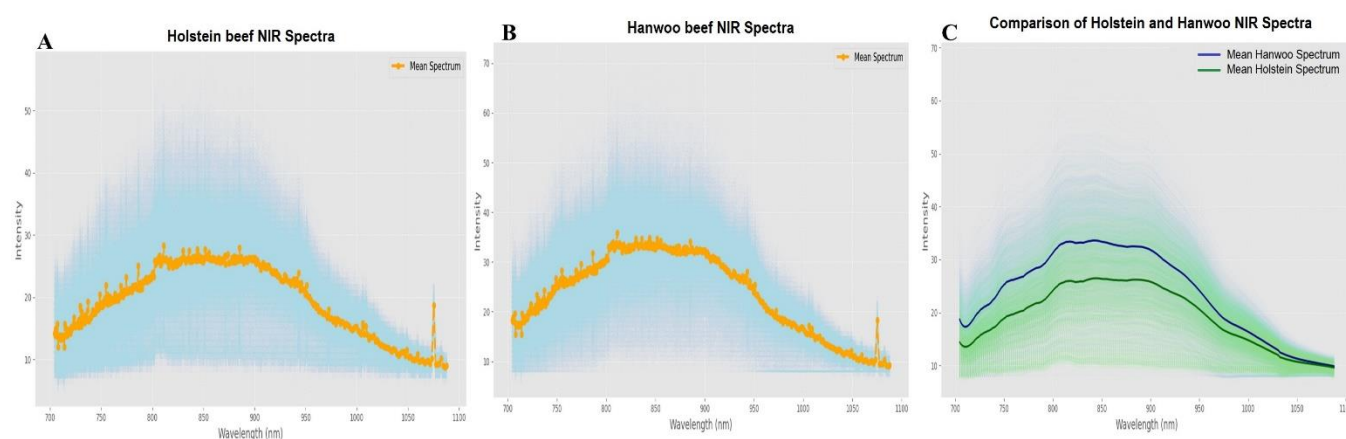 A
Holstein beef NIR Spectra
Mean Spectrum
50
40
30
20
10
Intensity
700
750
800
850
900
950
1000
1050
1100
Wavelength (nm)
B
Hanwoo beef NIR Spectra
Mean Spectrum
70
60
50
40
30
20
10
Intensity
700
750
800
850
900
950
1000
1050
1100
Wavelength (nm)
C
Comparison of Holstein and Hanwoo NIR Spectra
Mean Hanwoo Spectrum
Mean Holstein Spectrum
70
60
50
40
30
20
10
Intensity
700
750
800
850
900
950
1000
1050
Wavelength (nm)